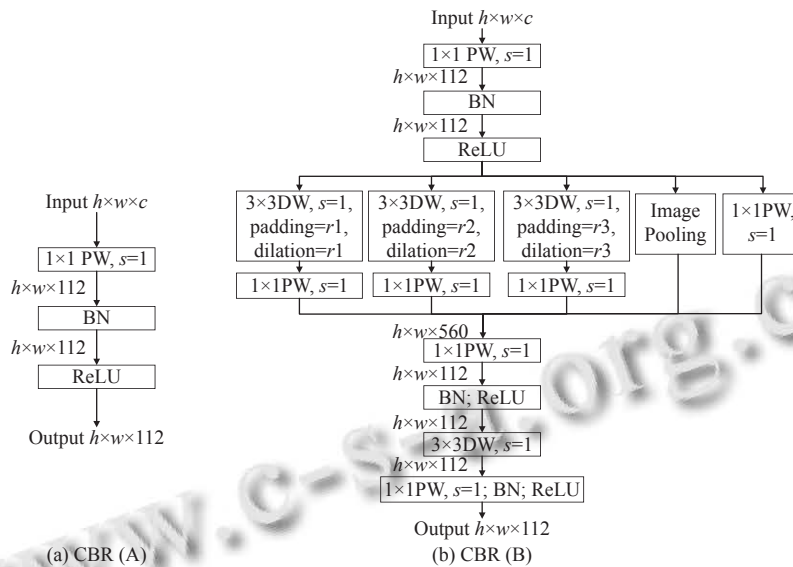 Input h×w×c
1×1 PW, s=1
h×w×112
BN
h×w×112
ReLU
Output h×w×112
(a) CBR (A)
Input h×w×c
1×1 PW, s=1
h×w×112
BN
h×w×112
ReLU
3×3DW, s=1,
padding=r1,
dilation=r1
1×1PW, s=1
3×3DW, s=1,
padding=r2,
dilation=r2
1×1PW, s=1
3×3DW, s=1,
padding=r3,
dilation=r3
1×1PW, s=1
Image
Pooling
1×1PW,
s=1
h×w×560
1×1PW, s=1
h×w×112
BN; ReLU
h×w×112
3×3DW, s=1
h×w×112
1×1PW, s=1; BN; ReLU
Output h×w×112
(b) CBR (B)
www.c-s-a.org.c